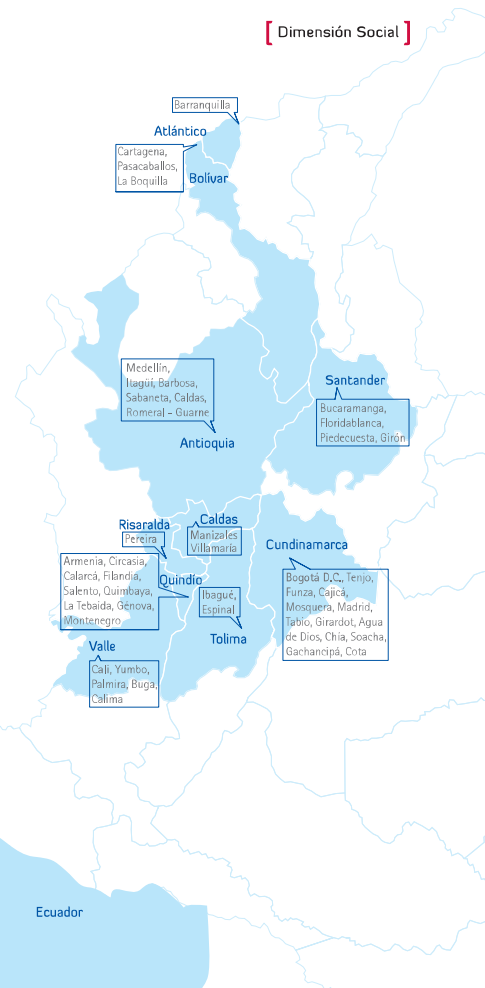 [ Dimensión Social ]
Barranquilla
Atlántico
Cartagena,
Pasacaballos,
La Boquilla
Bolivar
Medellín,
Itagüí, Barbosa,
Sabaneta, Caldas,
Romeral - Guarne
Antioquia
Santander
Bucaramanga,
Floridablanca,
Piedecuesta, Girón
Risaralda
Pereira
Caldas
Manizales
Villamaría
Cundinamarca
Bogotá D.C., Tenjo,
Funza, Cajicá,
Mosquera, Madrid,
Tabio, Girardot, Agua
de Dios, Chía, Soacha,
Gachancipá, Cota
Armenia, Circasia,
Calarcá, Filandia,
Salento, Quimbaya,
La Tebaida, Génova,
Montenegro
Quindío
Ibagué,
Espinal
Tolima
Valle
Cali, Yumbo,
Palmira, Buga,
Calima
Ecuador